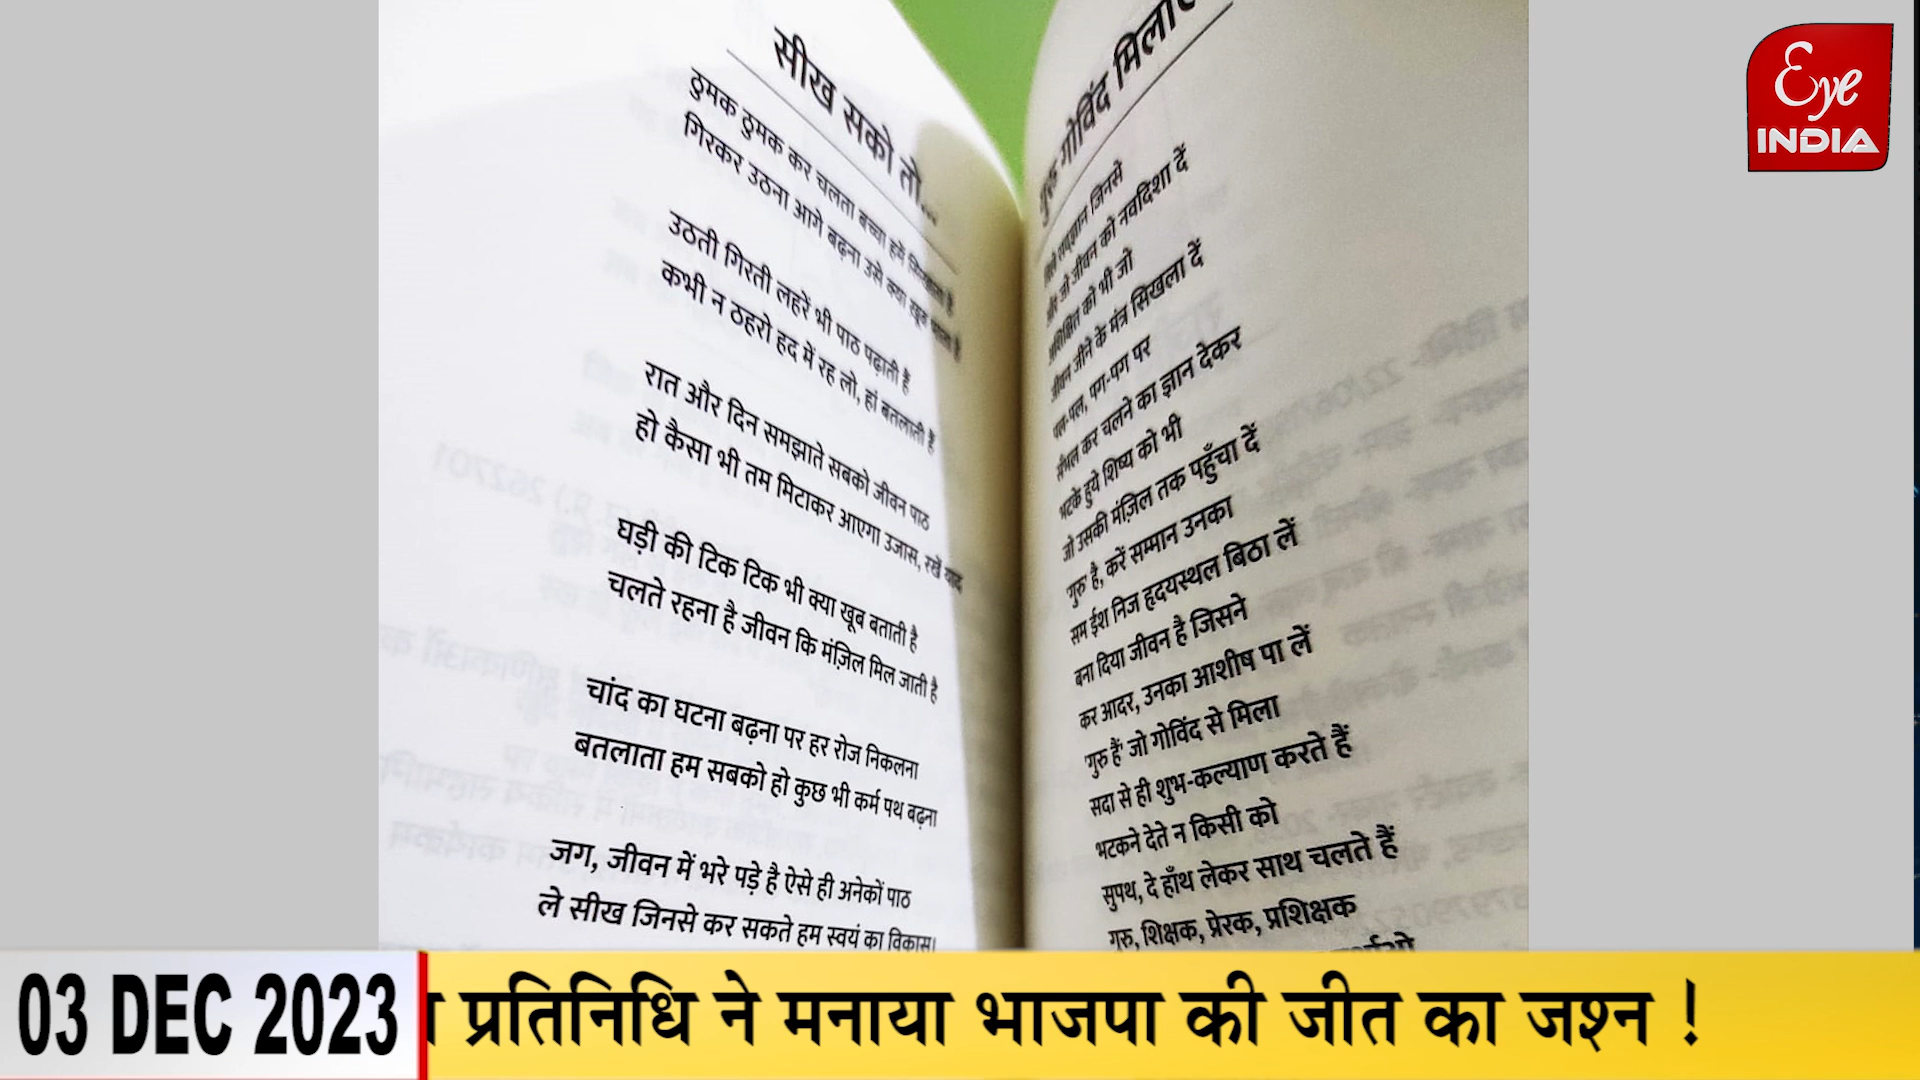 सीख सको तो...
ठुमक ठुमक कर चलता बच्चा हमें सिखाता है
गिरकर उठना आगे बढ़ना उसे क्या खूब आता है
उठती गिरती लहरें भी पाठ पढ़ाती हैं
कभी न ठहरो हद में रह लो, हां बतलाती हैं
रात और दिन समझाते सबको जीवन पाठ
हो कैसा भी तम मिटाकर आएगा उजास, रखें याद
घड़ी की टिक टिक भी क्या खूब बताती है
चलते रहना है जीवन कि मंज़िल मिल जाती है
चांद का घटना बढ़ना पर हर रोज निकलना
बतलाता हम सबको हो कुछ भी कर्म पथ बढ़ना
जग, जीवन में भरे पड़े है ऐसे ही अनेकों पाठ
ले सीख जिनसे कर सकते हम स्वयं का विकास।
गुरु गोविंद मिलाए
मिले सद्ज्ञान जिनसे
और जो जीवन को नवदिशा दें
अशिक्षित को भी जो
जीवन जीने के मंत्र सिखला दें
पल-पल, पग-पग पर
सँभल कर चलने का ज्ञान देकर
भटके हुये शिष्य को भी
जो उसकी मंज़िल तक पहुँचा दें
'गुरु' है, करें सम्मान उनका
सम ईश निज हृदयस्थल बिठा लें
बना दिया जीवन है जिसने
कर आदर, उनका आशीष पा लें
'गुरु हैं' जो गोविंद से मिला
सदा से ही शुभ-कल्याण करते हैं
भटकने देते न किसी को
सुपथ, दे हाँथ लेकर साथ चलते हैं
गुरु, शिक्षक, प्रेरक, प्रशिक्षक
Eye
INDIA
03 DEC 2023
प्रतिनिधि ने मनाया भाजपा की जीत का जश्न !